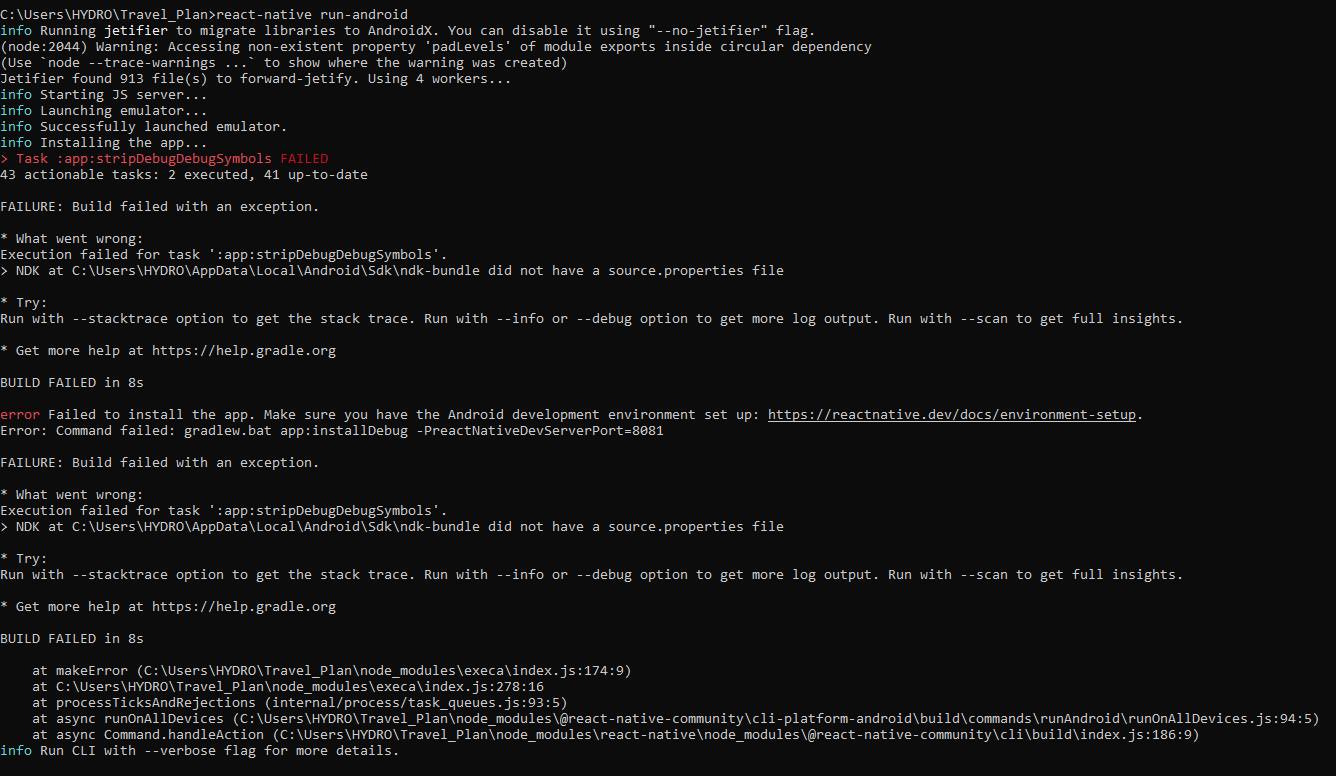 C:\Users\HYDRO\Travel_Plan>react-native run-android
info Running jetifier to migrate libraries to AndroidX. You can disable it using "--no-jetifier" flag.
(node:2044) Warning: Accessing non-existent property 'padLevels' of module exports inside circular dependency
(Use `node --trace-warnings ...` to show where the warning was created)
Jetifier found 913 file(s) to forward-jetify. Using 4 workers...
info Starting JS server...
info Launching emulator...
info Successfully launched emulator.
info Installing the app...
> Task :app:stripDebugDebugSymbols FAILED
43 actionable tasks: 2 executed, 41 up-to-date
FAILURE: Build failed with an exception.
* What went wrong:
Execution failed for task ':app:stripDebugDebugSymbols'.
> NDK at C:\Users\HYDRO\AppData\Local\Android\Sdk\ndk-bundle did not have a source.properties file
* Try:
Run with --stacktrace option to get the stack trace. Run with --info or --debug option to get more log output. Run with --scan to get full insights.
* Get more help at https://help.gradle.org
BUILD FAILED in 8s
error Failed to install the app. Make sure you have the Android development environment set up: https://reactnative.dev/docs/environment-setup.
Error: Command failed: gradlew.bat app:installDebug -PreactNativeDevServerPort=8081
FAILURE: Build failed with an exception.
* What went wrong:
Execution failed for task ':app:stripDebugDebugSymbols'.
> NDK at C:\Users\HYDRO\AppData\Local\Android\Sdk\ndk-bundle did not have a source.properties file
* Try:
Run with --stacktrace option to get the stack trace. Run with --info or --debug option to get more log output. Run with --scan to get full insights.
* Get more help at https://help.gradle.org
BUILD FAILED in 8s
at makeError (C:\Users\HYDRO\Travel_Plan\node_modules\execa\index.js:174:9)
at C:\Users\HYDRO\Travel_Plan\node_modules\execa\index.js:278:16
at processTicksAndRejections (internal/process/task_queues.js:93:5)
at async runOnAllDevices (C:\Users\HYDRO\Travel_Plan\node_modules\@react-native-community\cli-platform-android\build\commands\runAndroid\runOnAllDevices.js:94:5)
at async Command.handleAction (C:\Users\HYDRO\Travel_Plan\node_modules\react-native\node_modules\@react-native-community\cli\build\index.js:186:9)
info Run CLI with --verbose flag for more details.